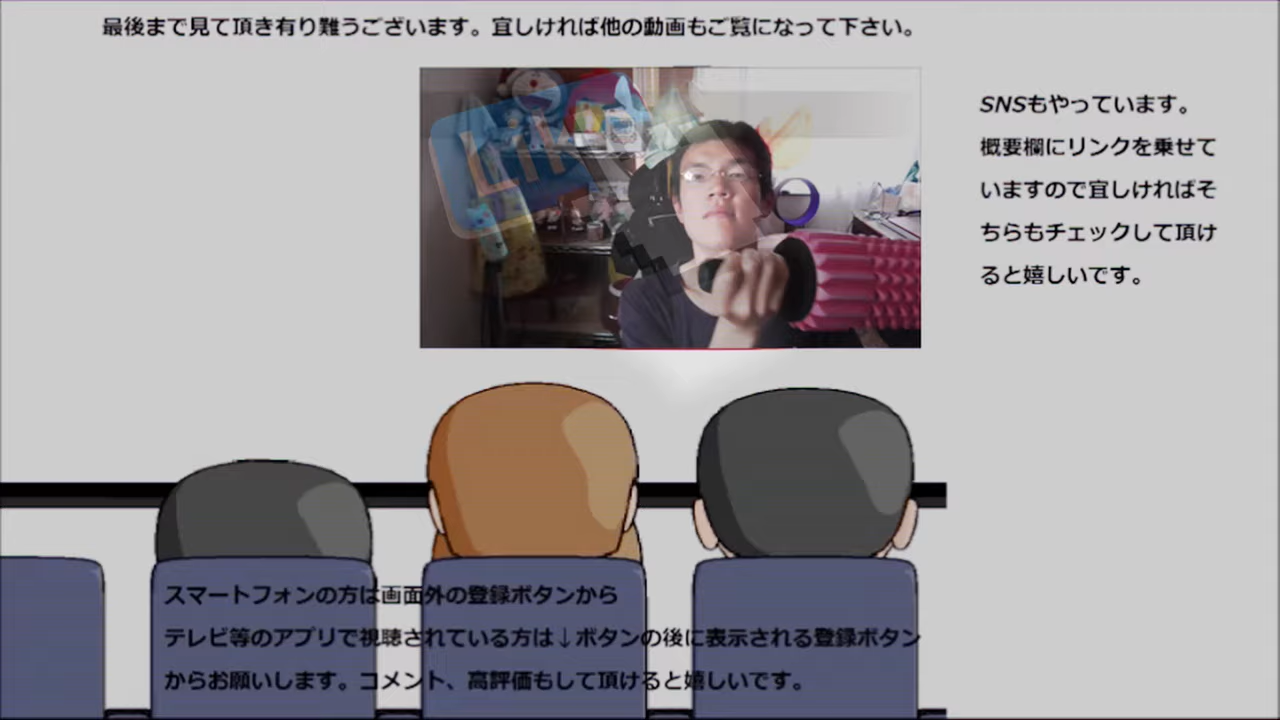 最後まで見て頂き有り難うございます。宜しければ他の動画もご覧になって下さい。
SNSもやっています。
概要欄にリンクを乗せて
いますので宜しければそ
ちらもチェックして頂け
ると嬉しいです。
スマートフォンの方は画面外の登録ボタンから
テレビ等のアプリで視聴されている方は↓ボタンの後に表示される登録ボタン
からお願いします。コメント、高評価もして頂けると嬉しいです。